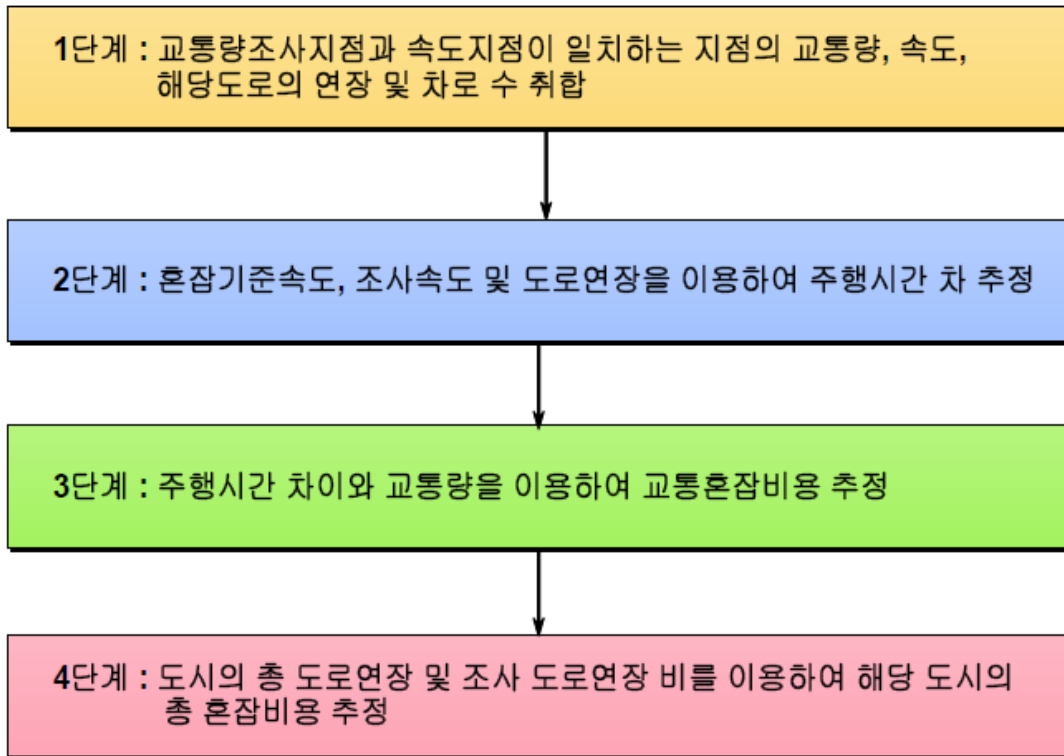 1단계 : 교통량조사지점과 속도지점이 일치하는 지점의 교통량, 속도,
해당도로의 연장 및 차로 수 취합
2단계 : 혼잡기준속도, 조사속도 및 도로연장을 이용하여 주행시간 차 추정
3단계 : 주행시간 차이와 교통량을 이용하여 교통혼잡비용 추정
4단계 : 도시의 총 도로연장 및 조사 도로연장 비를 이용하여 해당 도시의
총 혼잡비용 추정